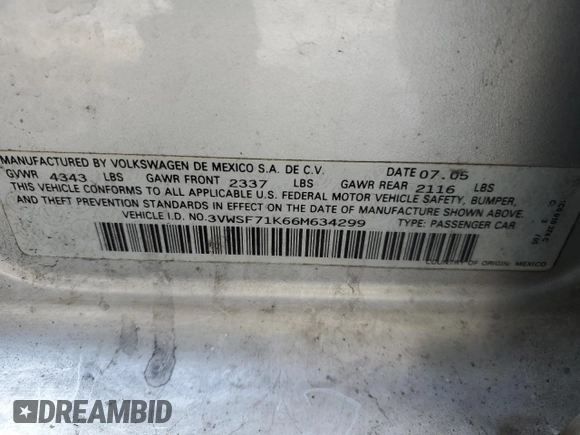 MANUFACTURED BY VOLKSWAGEN DE MEXICO S.A. DE C.V. DATE 07.05
GVWR 4343 LBS GAWR FRONT 2337 LBS GAWR REAR 2116 LBS
THIS VEHICLE CONFORMS TO ALL APPLICABLE U.S. FEDERAL MOTOR VEHICLE SAFETY, BUMPER,
AND THEFT PREVENTION STANDARDS IN EFFECT ON THE DATE OF MANUFACTURE SHOWN ABOVE.
VEHICLE I.D. NO.3VWSF71K66M634299 TYPE: PASSENGER CAR
COUNTRY OF ORIGIN: MEXICO
DREAMBID